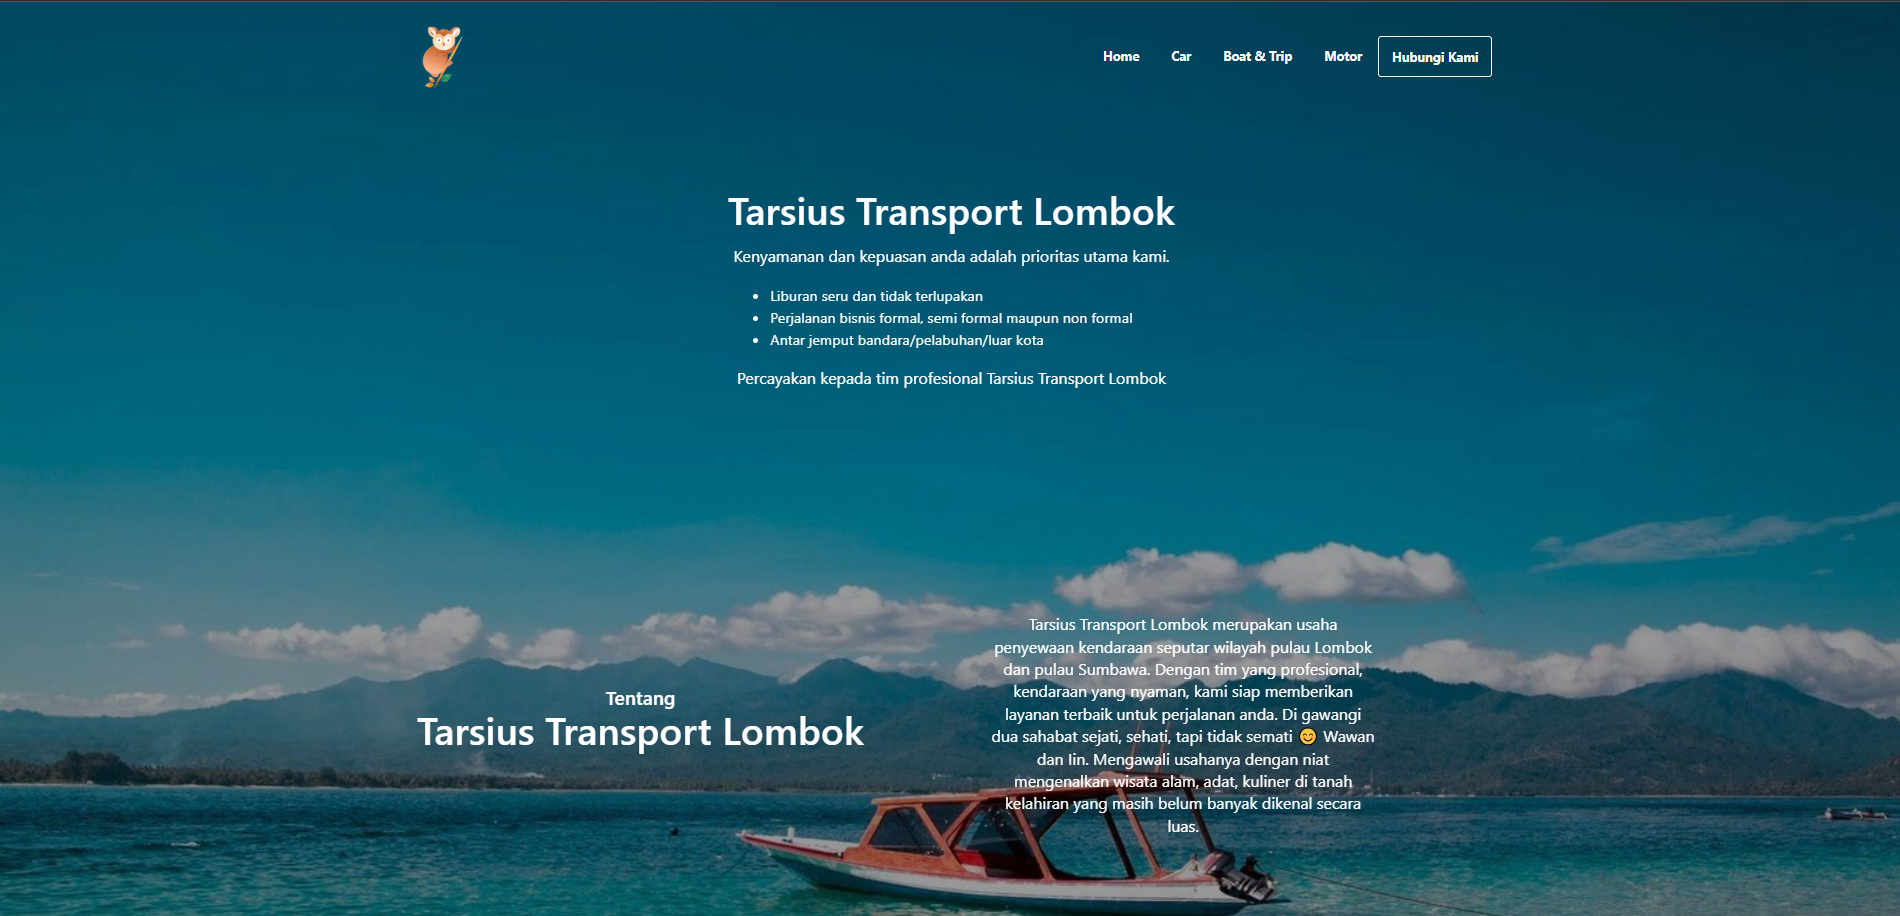 Home
Car
Boat & Trip
Motor
Hubungi Kami
Tarsius Transport Lombok
Kenyamanan dan kepuasan anda adalah prioritas utama kami.
• Liburan seru dan tidak terlupakan
• Perjalanan bisnis formal, semi formal maupun non formal
• Antar jemput bandara/pelabuhan/luar kota
Percayakan kepada tim profesional Tarsius Transport Lombok
Tentang
Tarsius Transport Lombok
Tarsius Transport Lombok merupakan usaha
penyewaan kendaraan seputar wilayah pulau Lombok
dan pulau Sumbawa. Dengan tim yang profesional,
kendaraan yang nyaman, kami siap memberikan
layanan terbaik untuk perjalanan anda. Di gawangi
dua sahabat sejati, sehati, tapi tidak semati 😊 Wawan
dan Iin. Mengawali usahanya dengan niat
mengenalkan wisata alam, adat, kuliner di tanah
kelahiran yang masih belum banyak dikenal secara
luas.